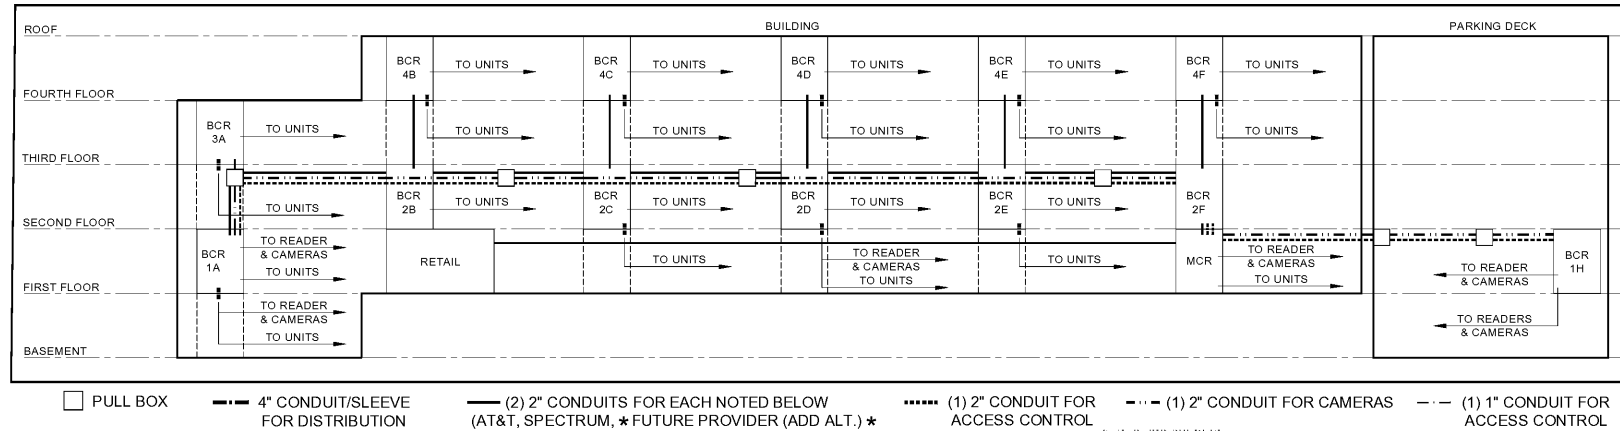 ROOF
BUILDING
PARKING DECK
BCR
4B
TO UNITS
BCR
4C
TO UNITS
BCR
4D
TO UNITS
BCR
4E
TO UNITS
BCR
4F
TO UNITS
FOURTH FLOOR
BCR
3A
TO UNITS
TO UNITS
TO UNITS
TO UNITS
TO UNITS
TO UNITS
THIRD FLOOR
BCR
2B
TO UNITS
BCR
2C
TO UNITS
BCR
2D
TO UNITS
BCR
2E
TO UNITS
BCR
2F
TO UNITS
SECOND FLOOR
BCR
1A
TO READER
& CAMERAS
TO UNITS
RETAIL
TO UNITS
TO READER
& CAMERAS
TO UNITS
TO UNITS
MCR
TO READER
& CAMERAS
TO UNITS
TO READER
& CAMERAS
BCR
1H
FIRST FLOOR
TO READER
& CAMERAS
TO UNITS
TO READERS
& CAMERAS
BASEMENT
PULL BOX
4" CONDUIT/SLEEVE
FOR DISTRIBUTION
(2) 2" CONDUITS FOR EACH NOTED BELOW
(AT&T, SPECTRUM, * FUTURE PROVIDER (ADD ALT.) *
(1) 2" CONDUIT FOR
ACCESS CONTROL
(1) 2" CONDUIT FOR CAMERAS
(1) 1" CONDUIT FOR
ACCESS CONTROL